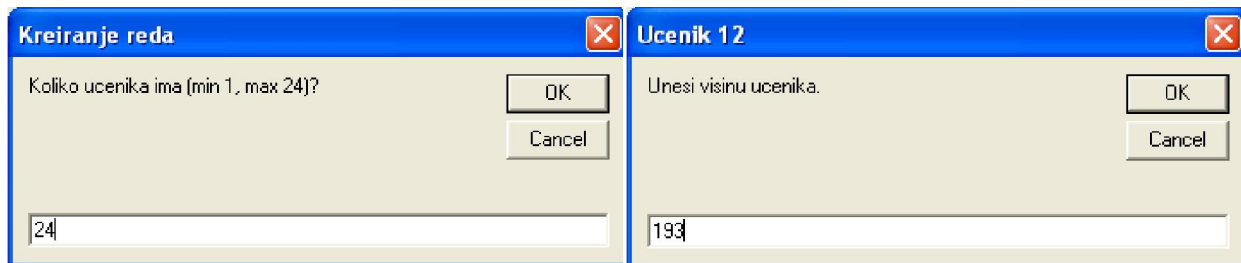 Kreiranje reda
Koliko ucenika ima (min 1, max 24)?
OK
Cancel
24
Ucenik 12
Unesi visinu ucenika.
OK
Cancel
193